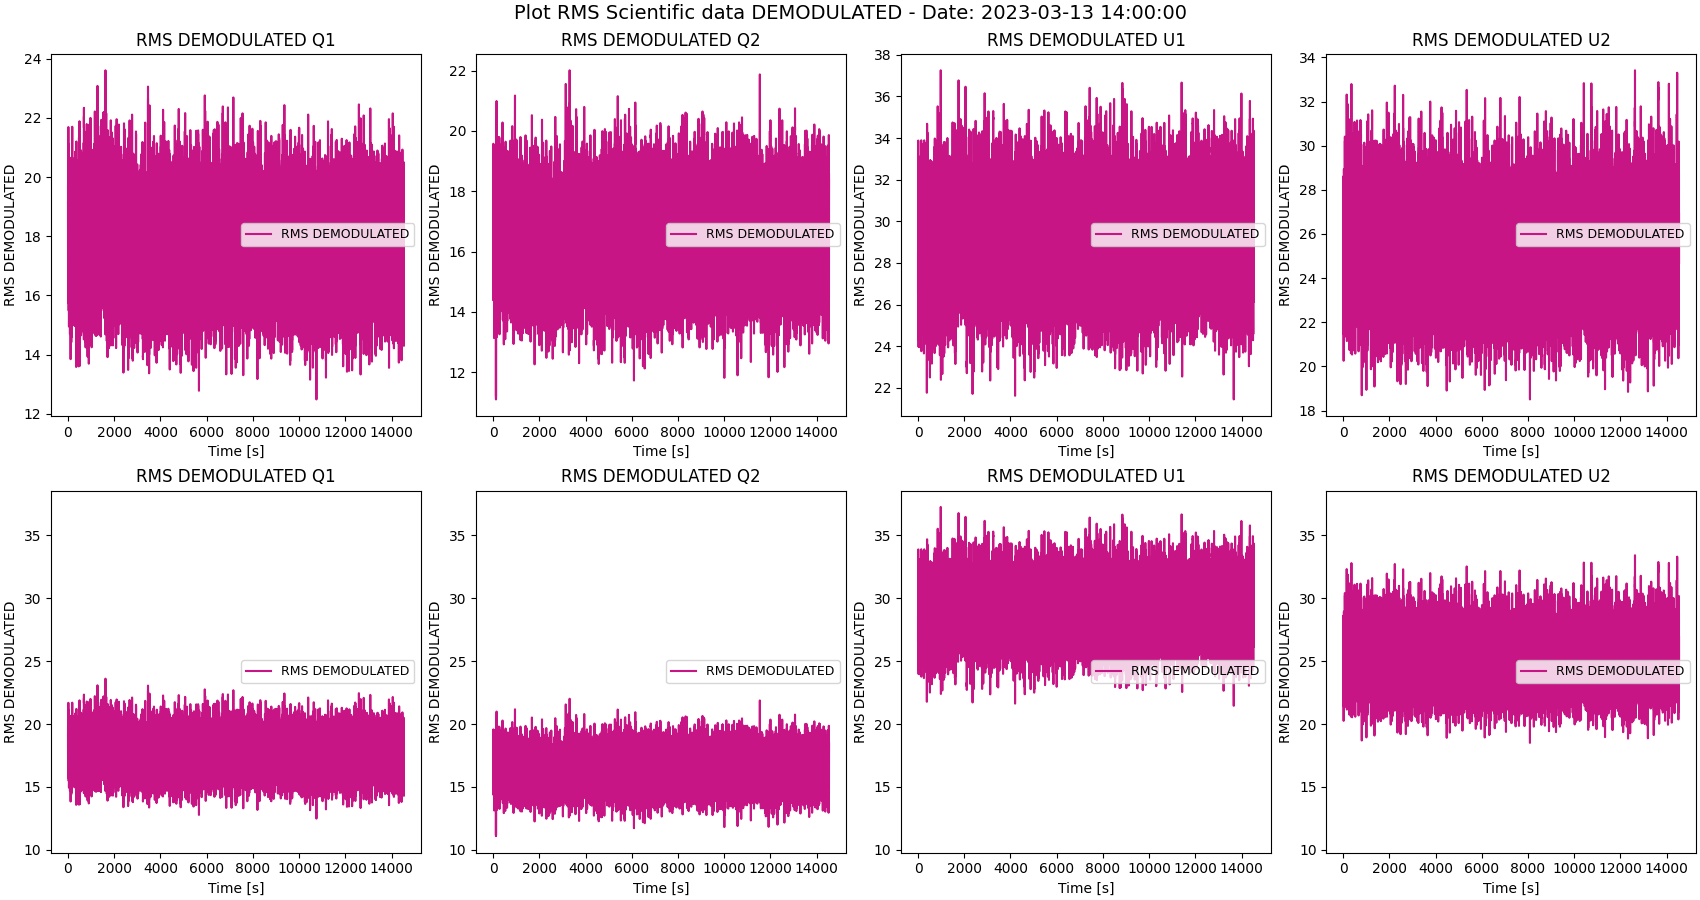 Plot RMS Scientific data DEMODULATED - Date: 2023-03-13 14:00:00
RMS DEMODULATED Q1
RMS DEMODULATED
24
22
20
18
16
14
12
RMS DEMODULATED
0 2000 4000 6000 8000 10000 12000 14000
Time [s]
RMS DEMODULATED Q2
RMS DEMODULATED
22
20
18
16
14
12
RMS DEMODULATED
0 2000 4000 6000 8000 10000 12000 14000
Time [s]
RMS DEMODULATED U1
RMS DEMODULATED
38
36
34
32
30
28
26
24
22
RMS DEMODULATED
0 2000 4000 6000 8000 10000 12000 14000
Time [s]
RMS DEMODULATED U2
RMS DEMODULATED
34
32
30
28
26
24
22
20
18
RMS DEMODULATED
0 2000 4000 6000 8000 10000 12000 14000
Time [s]
RMS DEMODULATED Q1
RMS DEMODULATED
35
30
25
20
15
10
RMS DEMODULATED
0 2000 4000 6000 8000 10000 12000 14000
Time [s]
RMS DEMODULATED Q2
RMS DEMODULATED
35
30
25
20
15
10
RMS DEMODULATED
0 2000 4000 6000 8000 10000 12000 14000
Time [s]
RMS DEMODULATED U1
RMS DEMODULATED
35
30
25
20
15
10
RMS DEMODULATED
0 2000 4000 6000 8000 10000 12000 14000
Time [s]
RMS DEMODULATED U2
RMS DEMODULATED
35
30
25
20
15
10
RMS DEMODULATED
0 2000 4000 6000 8000 10000 12000 14000
Time [s]